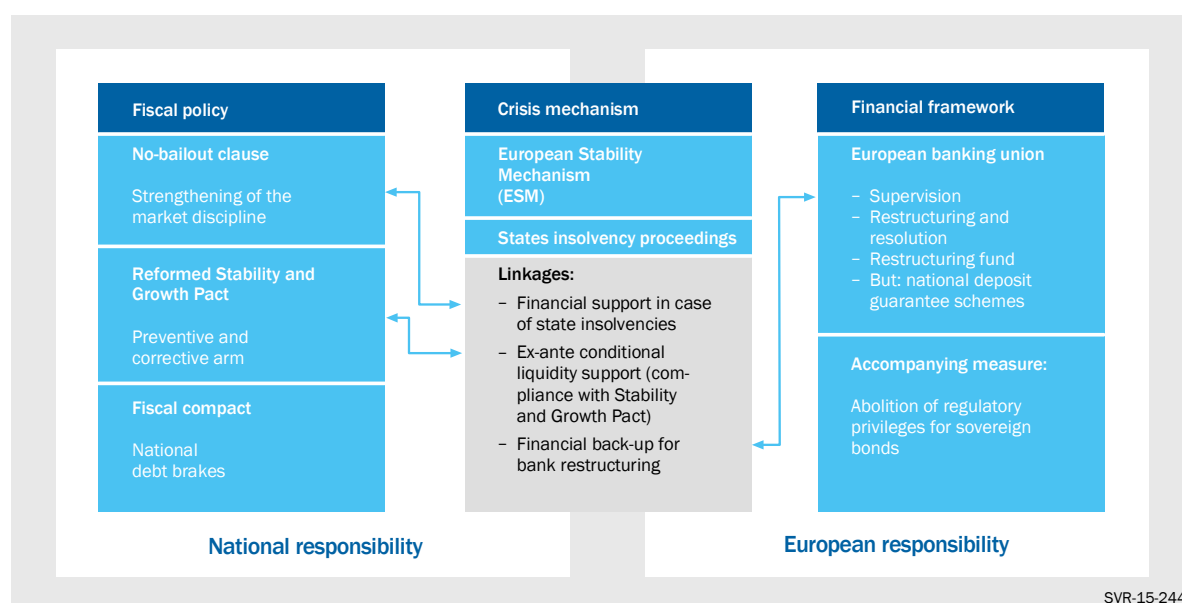 Fiscal policy
No-bailout clause
Strengthening of the
market discipline
Reformed Stability and
Growth Pact
Preventive and
corrective arm
Fiscal compact
National
debt brakes
Crisis mechanism
European Stability
Mechanism
(ESM)
States insolvency proceedings
Linkages:
– Financial support in case
of state insolvencies
– Ex-ante conditional
liquidity support (com-
pliance with Stability
and Growth Pact)
– Financial back-up for
bank restructuring
Financial framework
European banking union
– Supervision
– Restructuring and
resolution
– Restructuring fund
– But: national deposit
guarantee schemes
Accompanying measure:
Abolition of regulatory
privileges for sovereign
bonds
National responsibility
European responsibility
SVR-15-244